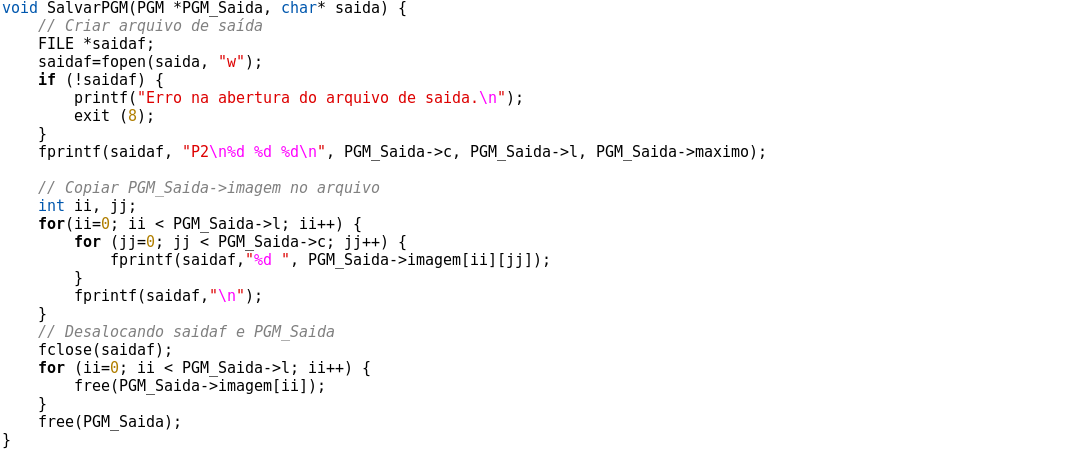 void SalvarPGM(PGM *PGM_Saida, char* saida) {
    // Criar arquivo de saída
    FILE *saidaf;
    saidaf=fopen(saida, "w");
    if (!saidaf) {
        printf("Erro na abertura do arquivo de saida.\n");
        exit (8);
    }
    fprintf(saidaf, "P2\n%d %d %d\n", PGM_Saida->c, PGM_Saida->l, PGM_Saida->maximo);

    // Copiar PGM_Saida->imagem no arquivo
    int ii, jj;
    for(ii=0; ii < PGM_Saida->l; ii++) {
        for (jj=0; jj < PGM_Saida->c; jj++) {
            fprintf(saidaf,"%d ", PGM_Saida->imagem[ii][jj]);
        }
        fprintf(saidaf,"\n");
    }
    // Desalocando saidaf e PGM_Saida
    fclose(saidaf);
    for (ii=0; ii < PGM_Saida->l; ii++) {
        free(PGM_Saida->imagem[ii]);
    }
    free(PGM_Saida);
}